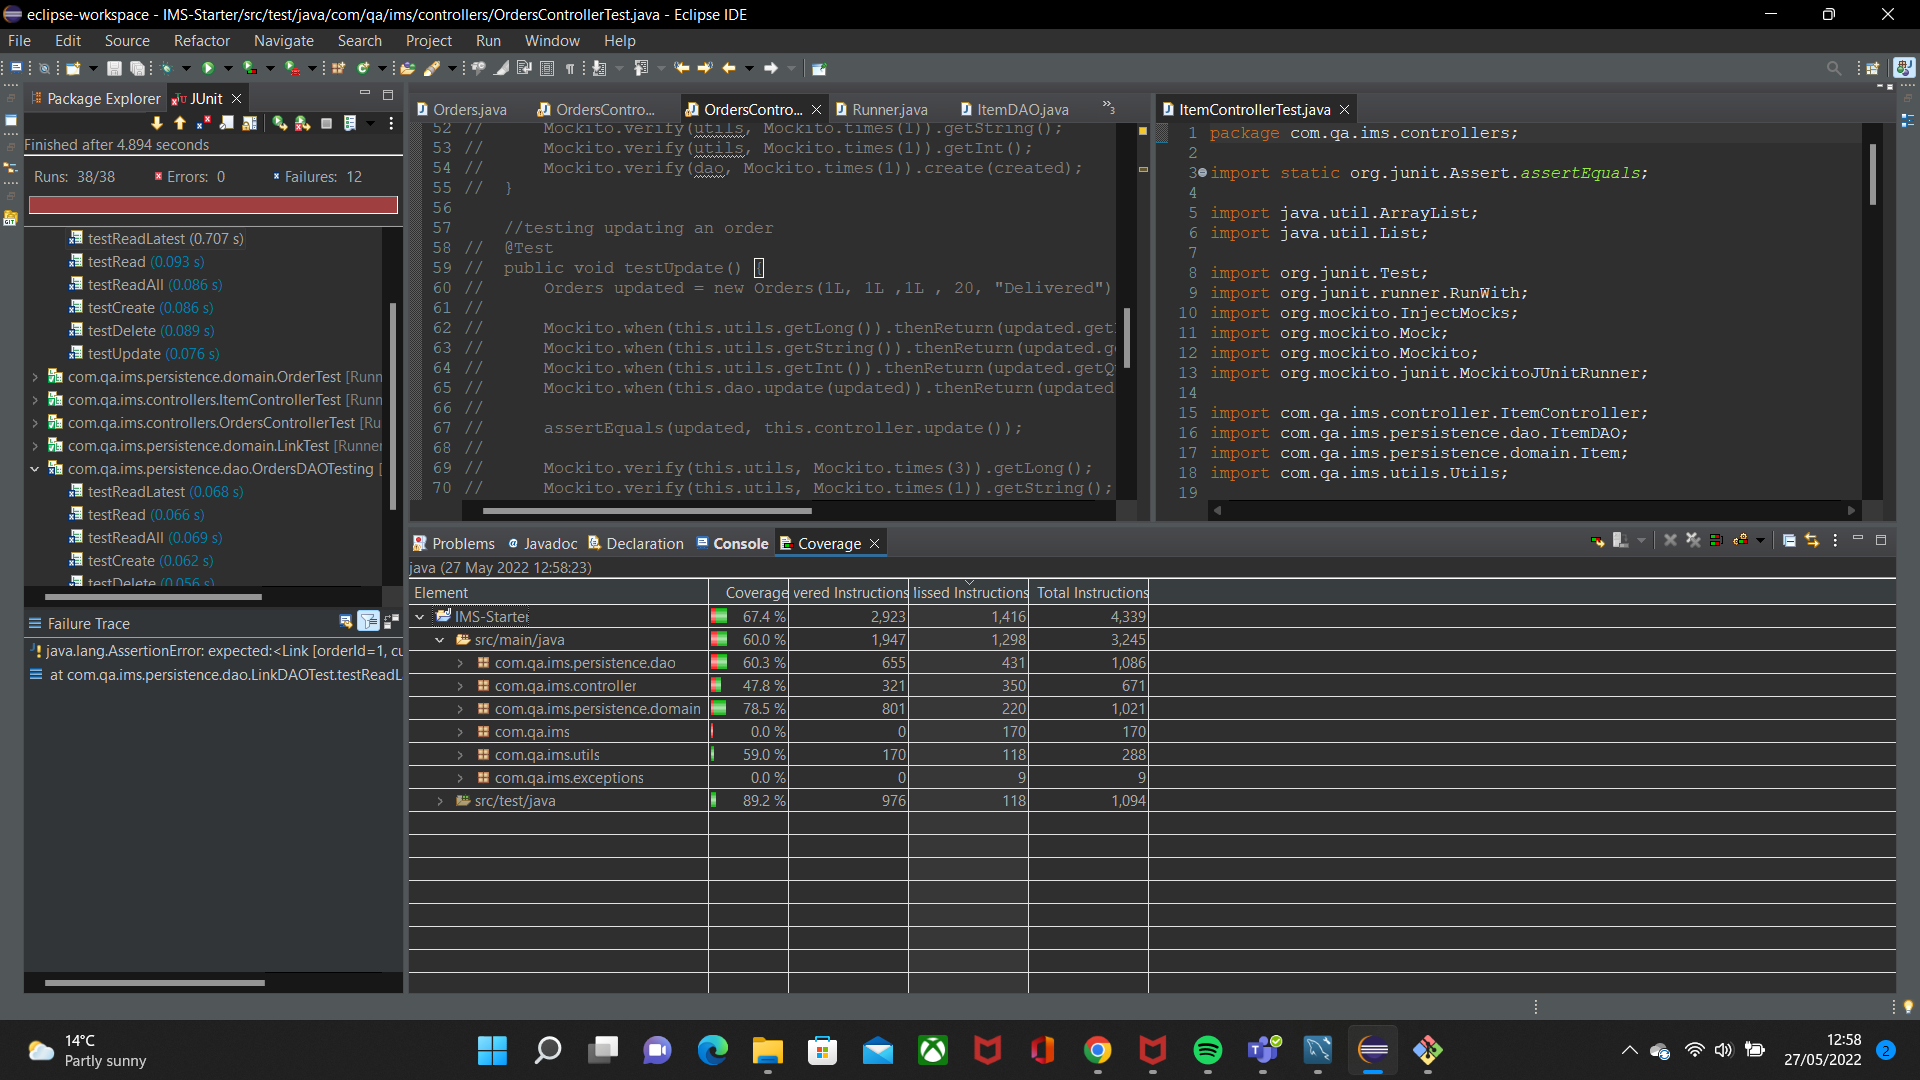 eclipse-workspace - IMS-Starter/src/test/java/com/qa/ims/controllers/OrdersControllerTest.java - Eclipse IDE
File Edit Source Refactor Navigate Search Project Run Window Help
Package Explorer JUnit
Finished after 4.894 seconds
Runs: 38/38 Errors: 0 Failures: 12
testReadLatest (0.707 s)
testRead (0.093 s)
testReadAll (0.086 s)
testCreate (0.086 s)
testDelete (0.089 s)
testUpdate (0.076 s)
com.qa.ims.persistence.domain.OrderTest [Runn
com.qa.ims.controllers.ItemControllerTest [Runn
com.qa.ims.controllers.OrdersControllerTest [Ru
com.qa.ims.persistence.domain.LinkTest [Runner
com.qa.ims.persistence.dao.OrdersDAOTesting [
testReadLatest (0.068 s)
testRead (0.066 s)
testReadAll (0.069 s)
testCreate (0.062 s)
testDelete (0.056 s)
Failure Trace
java.lang.AssertionError: expected:<Link [orderId=1, cu
at com.qa.ims.persistence.dao.LinkDAOTest.testReadL
Orders.java OrdersContro... OrdersContro... Runner.java ItemDAO.java »3
52 // Mockito.verify(utils, Mockito.times(1)).getString();
53 // Mockito.verify(utils, Mockito.times(1)).getInt();
54 // Mockito.verify(dao, Mockito.times(1)).create(created);
55 // }
56
57 //testing updating an order
58 // @Test
59 // public void testUpdate() {
60 // Orders updated = new Orders(1L, 1L ,1L , 20, "Delivered")
61 //
62 // Mockito.when(this.utils.getLong()).thenReturn(updated.get
63 // Mockito.when(this.utils.getString()).thenReturn(updated.g
64 // Mockito.when(this.utils.getInt()).thenReturn(updated.getQ
65 // Mockito.when(this.dao.update(updated)).thenReturn(updated
66 //
67 // assertEquals(updated, this.controller.update());
68 //
69 // Mockito.verify(this.utils, Mockito.times(3)).getLong();
70 // Mockito.verify(this.utils, Mockito.times(1)).getString();
ItemControllerTest.java
1 package com.qa.ims.controllers;
2
3 import static org.junit.Assert.assertEquals;
4
5 import java.util.ArrayList;
6 import java.util.List;
7
8 import org.junit.Test;
9 import org.junit.runner.RunWith;
10 import org.mockito.InjectMocks;
11 import org.mockito.Mock;
12 import org.mockito.Mockito;
13 import org.mockito.junit.MockitoJUnitRunner;
14
15 import com.qa.ims.controller.ItemController;
16 import com.qa.ims.persistence.dao.ItemDAO;
17 import com.qa.ims.persistence.domain.Item;
18 import com.qa.ims.utils.Utils;
19
Problems Javadoc Declaration Console Coverage
java (27 May 2022 12:58:23)
Element Coverage vered Instructions lissed Instructions Total Instructions
IMS-Starter 67.4 % 2,923 1,416 4,339
src/main/java 60.0 % 1,947 1,298 3,245
com.qa.ims.persistence.dao 60.3 % 655 431 1,086
com.qa.ims.controller 47.8 % 321 350 671
com.qa.ims.persistence.domain 78.5 % 801 220 1,021
com.qa.ims 0.0 % 0 170 170
com.qa.ims.utils 59.0 % 170 118 288
com.qa.ims.exceptions 0.0 % 0 9 9
src/test/java 89.2 % 976 118 1,094
14°C
Partly sunny
12:58
27/05/2022
2